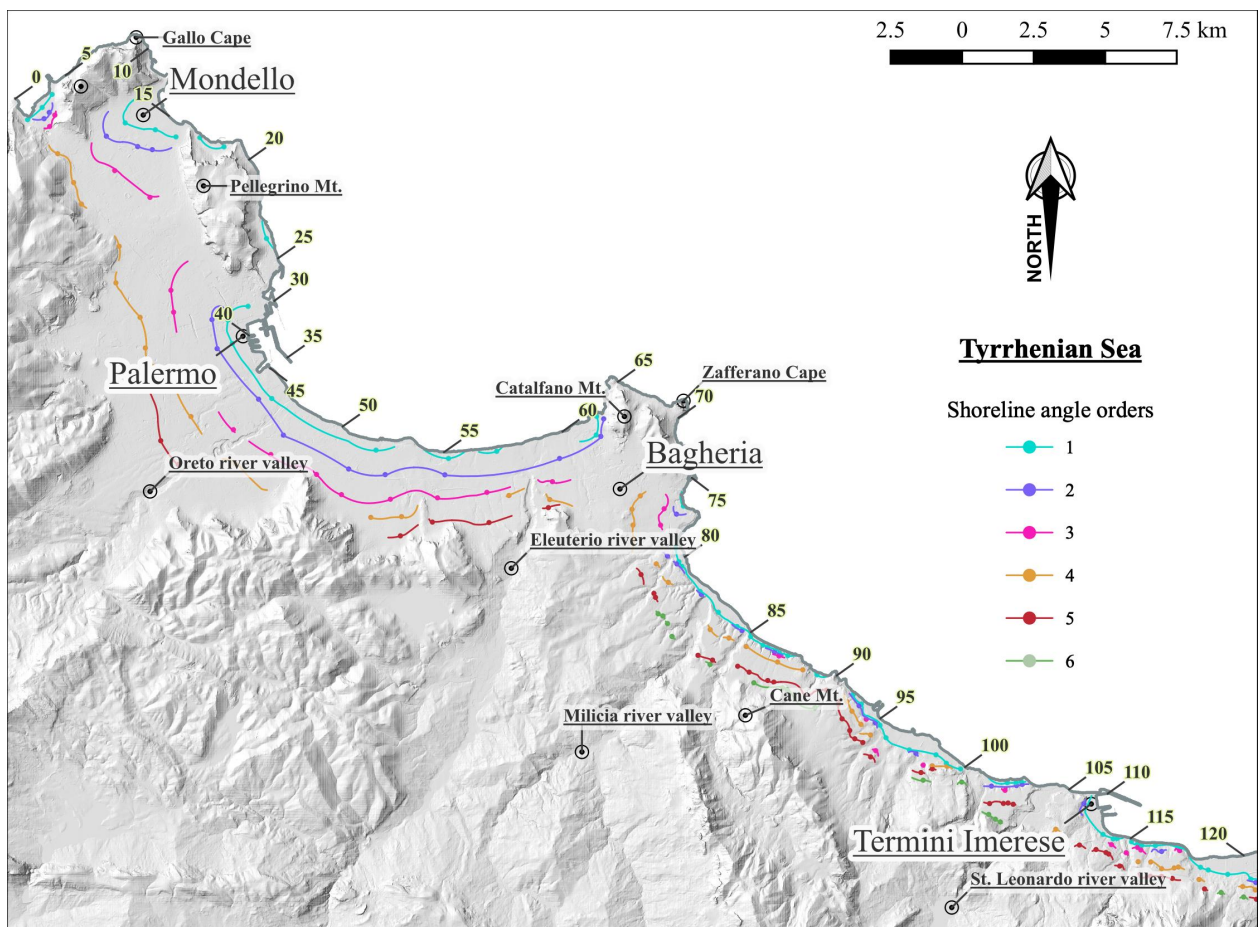 2.5 0 2.5 5 7.5 km
Gallo Cape
0
5
10
Mondello
15
20
Pellegrino Mt.
25
30
NORTH
40
35
Palermo
45
Tyrrhenian Sea
65
Zafferano Cape
Catalfano Mt.
70
50
60
Shoreline angle orders
55
1
Bagheria
Oreto river valley
2
75
3
Eleuterio river valley
80
4
85
5
90
6
Cane Mt.
Milicia river valley
95
100
105
110
Termini Imerese
115
120
St. Leonardo river valley